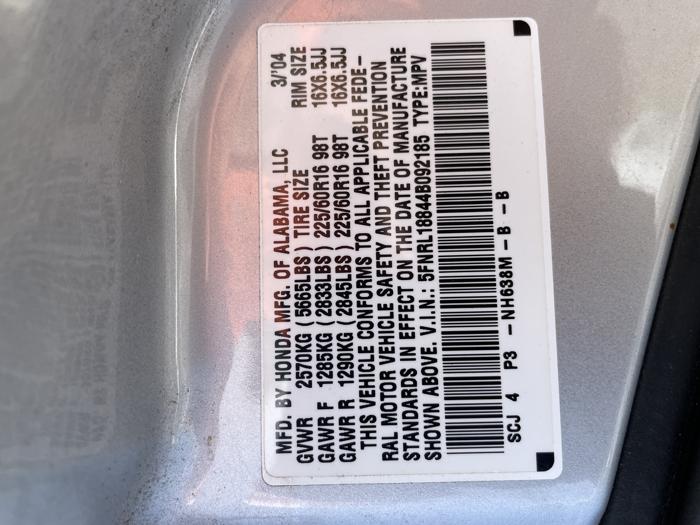 MFD. BY HONDA MFG. OF ALABAMA, LLC 3/'04
GVWR 2570KG ( 5665LBS ) TIRE SIZE RIM SIZE
GAWR F 1285KG ( 2833LBS ) 225/60R16 98T 16X6.5JJ
GAWR R 1290KG ( 2845LBS ) 225/60R16 98T 16X6.5JJ
THIS VEHICLE CONFORMS TO ALL APPLICABLE FEDE-
RAL MOTOR VEHICLE SAFETY AND THEFT PREVENTION
STANDARDS IN EFFECT ON THE DATE OF MANUFACTURE
SHOWN ABOVE. V.I.N.: 5FNRL18844B092185 TYPE:MPV
SCJ 4 P3 - NH638M - B - B